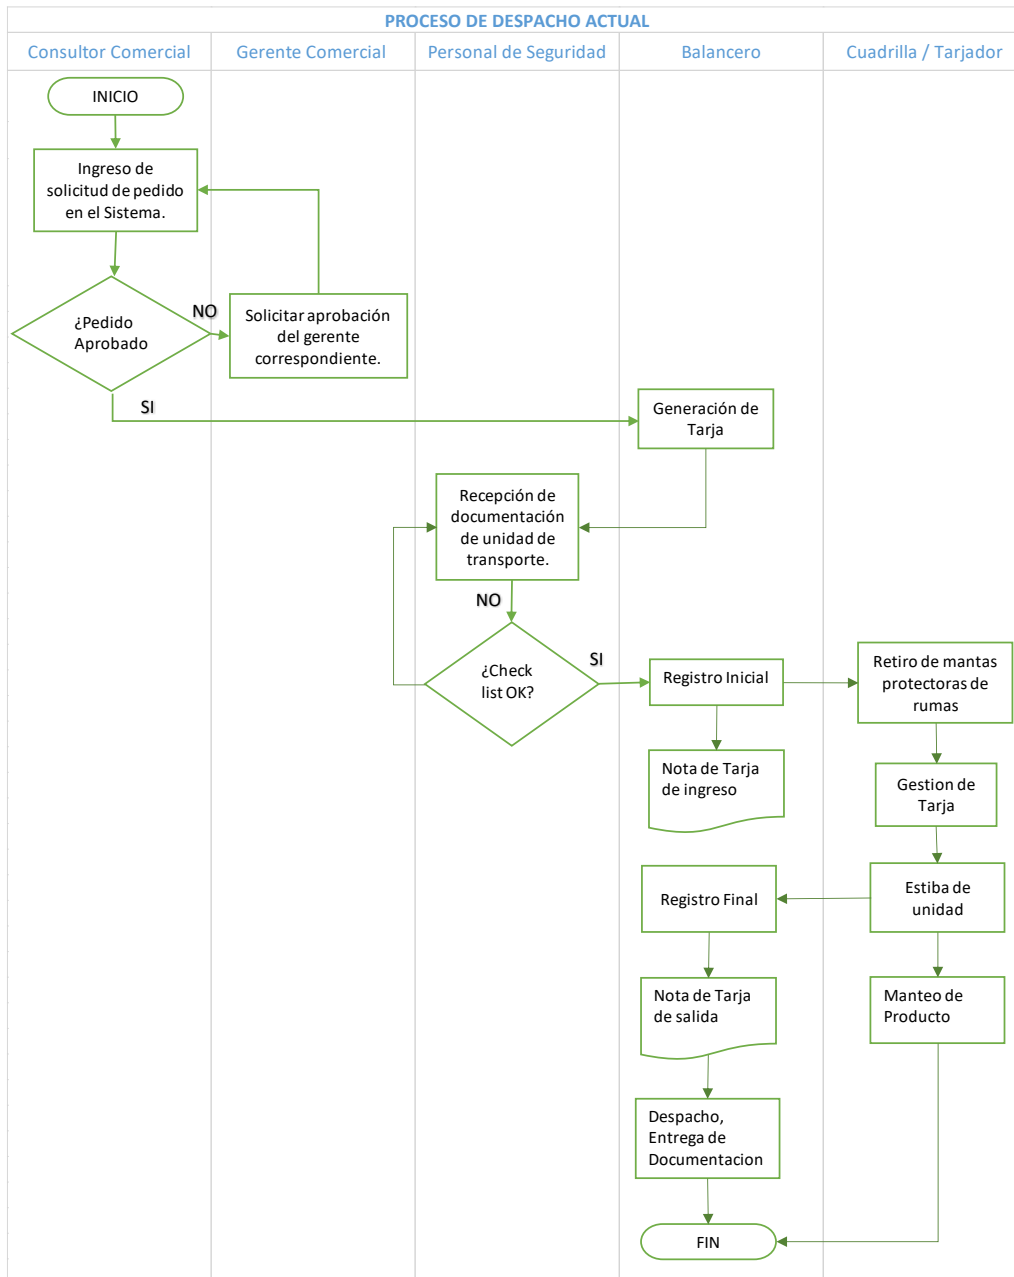 PROCESO DE DESPACHO ACTUAL
Consultor Comercial
Gerente Comercial
Personal de Seguridad
Balancero
Cuadrilla / Tarjador
INICIO
Ingreso de
solicitud de pedido
en el Sistema.
¿Pedido
Aprobado
NO
Solicitar aprobación
del gerente
correspondiente.
SI
Generación de
Tarja
Recepción de
documentación
de unidad de
transporte.
NO
¿Check
list OK?
SI
Registro Inicial
Retiro de mantas
protectoras de
rumas
Nota de Tarja
de ingreso
Gestion de
Tarja
Registro Final
Estiba de
unidad
Nota de Tarja
de salida
Manteo de
Producto
Despacho,
Entrega de
Documentacion
FIN